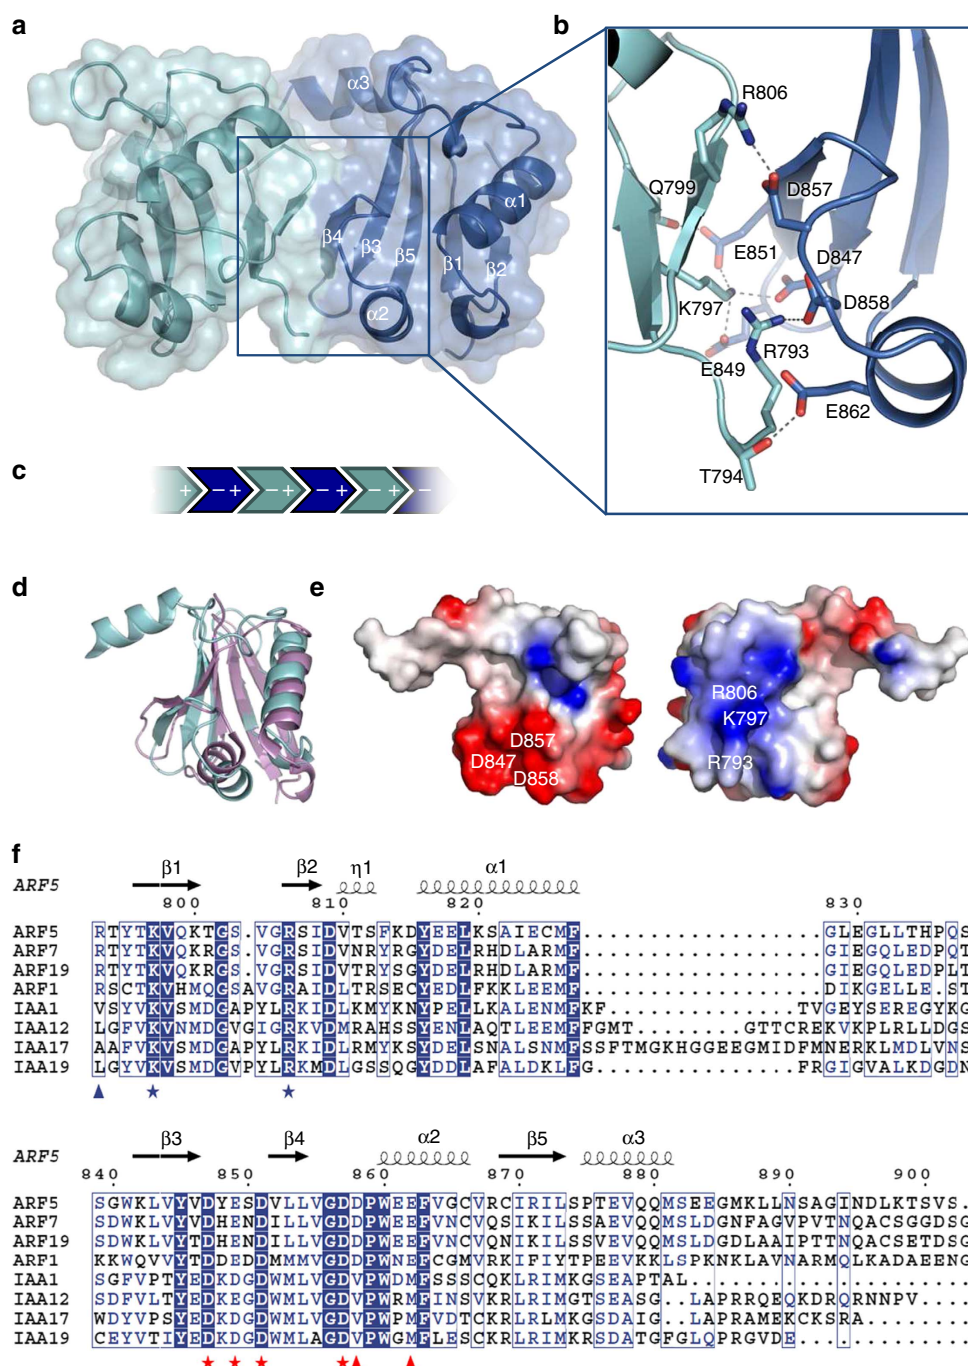 a
b
α3
α1
β4
β3
β5
β1
β2
α2
R806
Q799
D857
E851
D847
K797
D858
R793
E849
E862
T794
c
+ − + − + − + − + −
d
e
D857
D847
D858
R806
K797
R793
f
β1 β2 η1 α1
ARF5
800 810 820 830
ARF5 RTYTKVQKTGS.VGRSIDVTSFKDYEELKSAIECMF..................GLEGLLTHPQS
ARF7 RTYTKVQKRGS.VGRSIDVNRYRGYDELRHDLARMF..................GIEGQLEDPQT
ARF19 RTYTKVQKRGS.VGRSIDVTRYSGYDELRHDLARMF..................GIEGQLEDPLT
ARF1 RSCTKVHMQGSAVGRAIDLTRSECYEDLFKKLEEMF..................DIKGELLE.ST
IAA1 VSYVKVSMDGAPYLRKIDLKMYKNYPELLKALENMFKF................TVGEYSEREGYKG
IAA12 LGFVKVNMDGVGIGRKVDMRAHSSYENLAQTLEEMFFGMT..........GTTCREKVKPLRLLDGS
IAA17 AAFVKVSMDGAPYLRKIDLRMYKSYDELSNALSNMFSSFTMGKHGGEEGMIDFMNERKLMDLVNS
IAA19 LGYVKVSMDGVPYLRKMDLGSSQGYDDLAFALDKLFG.................FRGIGVALKDGDN
β3 β4 α2 β5 α3
ARF5
840 850 860 870 880 890 900
ARF5 SGWKLVYVDYESDVLLVGDDPWEEFVGCVRCIRILSPTEVQQMSEEGMKLLNSAGINDLKTSVS.
ARF7 SDWKLVYVDHENDILLVGDDPWEEFVNCVQSIKILSSAEVQQMSLDGNFAGVPVTNQACSGGDSG
ARF19 SDWKLVYTDHENDILLVGDDPWEEFVNCVQNIKILSSVEVQQMSLDGDLAAIPTTNQACSETDSG
ARF1 KKWQVVYTDDEDDMMMVGDDPWNEFCGMVRKIFIYTPEEVKKLSPKNKLAVNARMQLKADAEENG
IAA1 SGFVPTYEDKDGDWMLVGDVPWDMFSSSCQKLRIMKGSEAPTAL.....................
IAA12 SDFVLTYEDKEGDWMLVGDVPWRMFINSVKRLRIMGTSEASG..LAPRRQEQKDRQRNNPV....
IAA17 WDYVPSYEDKDGDWMLVGDVPWPMFVDTCKRLRLMKGSDAIG..LAPRAMEKCKSRA........
IAA19 CEYVTIYEDKDGDWMLAGDVPWGMFLESCKRLRIMKRSDATGFGLQPRGVDE.............